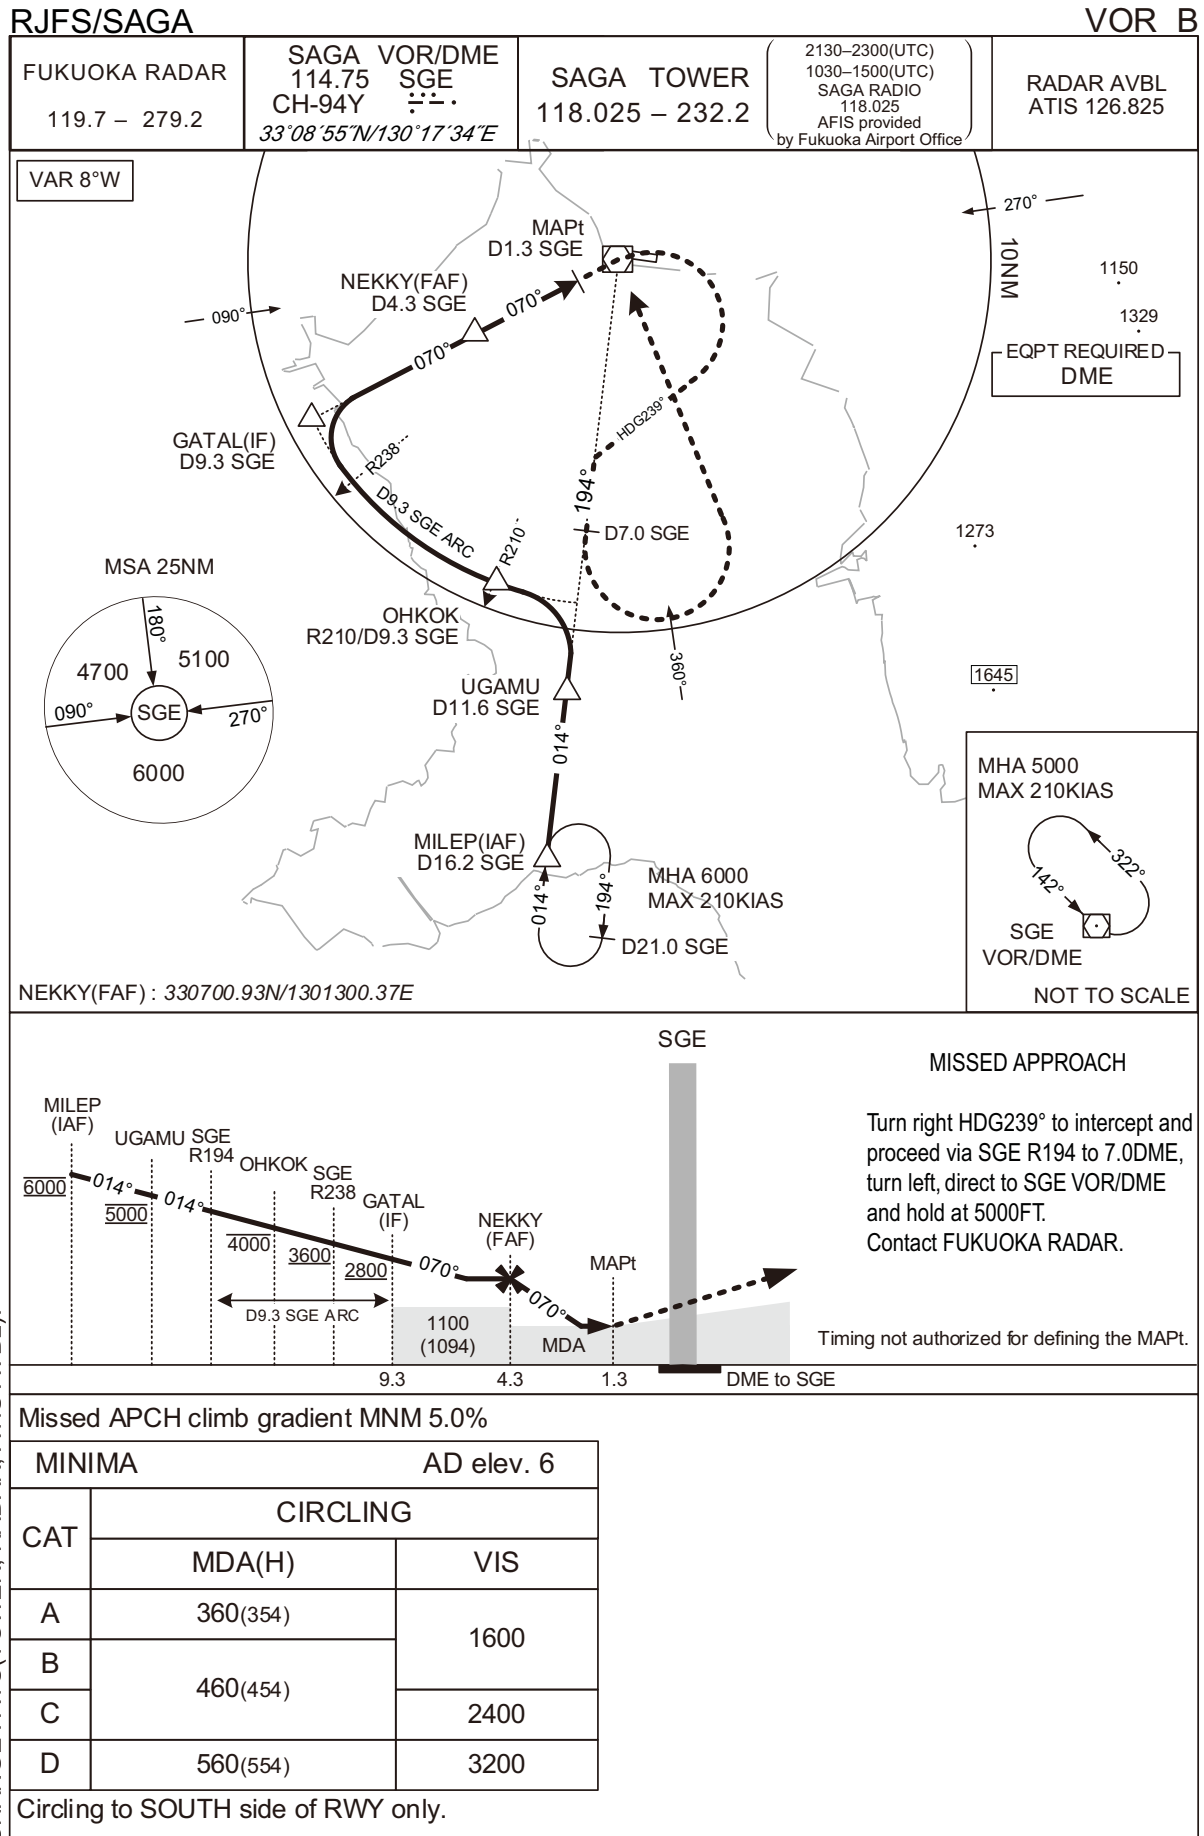 RJFS/SAGA
VOR B
FUKUOKA RADAR
119.7 – 279.2
SAGA VOR/DME
114.75 SGE
CH-94Y
33°08′55″N/130°17′34″E
SAGA TOWER
118.025 – 232.2
2130–2300(UTC)
1030–1500(UTC)
SAGA RADIO
118.025
AFIS provided
by Fukuoka Airport Office
RADAR AVBL
ATIS 126.825
VAR 8°W
MAPt
D1.3 SGE
270°
10NM
NEKKY(FAF)
D4.3 SGE
1150
090°
070°
1329
070°
EQPT REQUIRED
DME
HDG239°
GATAL(IF)
D9.3 SGE
R238
194°
D9.3 SGE ARC
R210
D7.0 SGE
1273
MSA 25NM
180°
4700
5100
090°
SGE
270°
6000
OHKOK
R210/D9.3 SGE
360°
UGAMU
D11.6 SGE
1645
014°
MHA 5000
MAX 210KIAS
322°
142°
SGE
VOR/DME
NOT TO SCALE
MILEP(IAF)
D16.2 SGE
MHA 6000
MAX 210KIAS
014°
194°
D21.0 SGE
NEKKY(FAF) : 330700.93N/1301300.37E
SGE
MISSED APPROACH
Turn right HDG239° to intercept and
proceed via SGE R194 to 7.0DME,
turn left, direct to SGE VOR/DME
and hold at 5000FT.
Contact FUKUOKA RADAR.
MILEP
(IAF)
UGAMU
SGE
R194
OHKOK
SGE
R238
GATAL
(IF)
NEKKY
(FAF)
MAPt
6000
014°
5000
014°
4000
3600
2800
070°
070°
D9.3 SGE ARC
1100
(1094)
MDA
Timing not authorized for defining the MAPt.
9.3
4.3
1.3
DME to SGE
Missed APCH climb gradient MNM 5.0%
MINIMA
AD elev. 6
CAT
CIRCLING
MDA(H)
VIS
A
360(354)
1600
B
460(454)
C
2400
D
560(554)
3200
Circling to SOUTH side of RWY only.